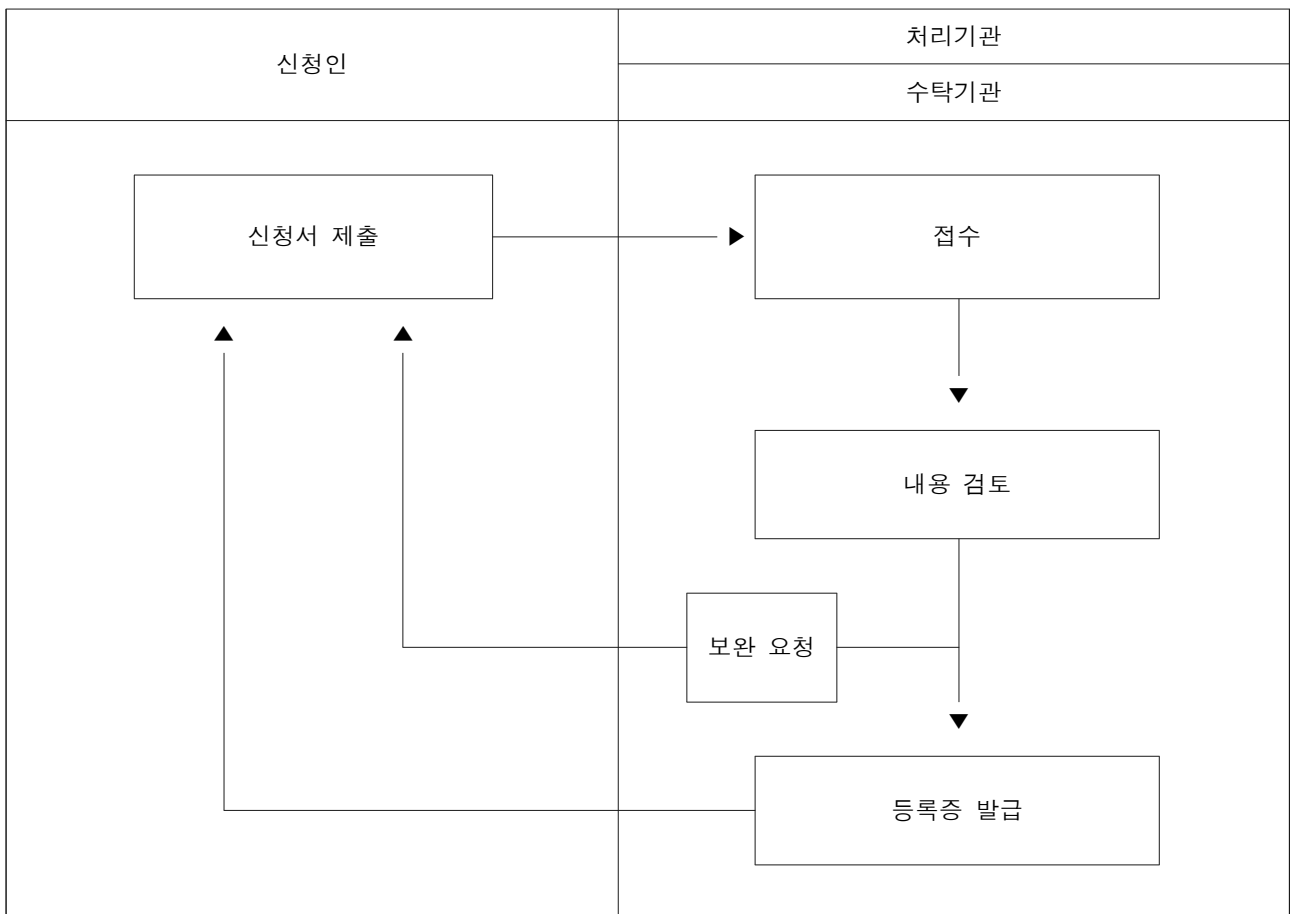 신청인
처리기관
수탁기관
신청서 제출
접수
내용 검토
보완 요청
등록증 발급